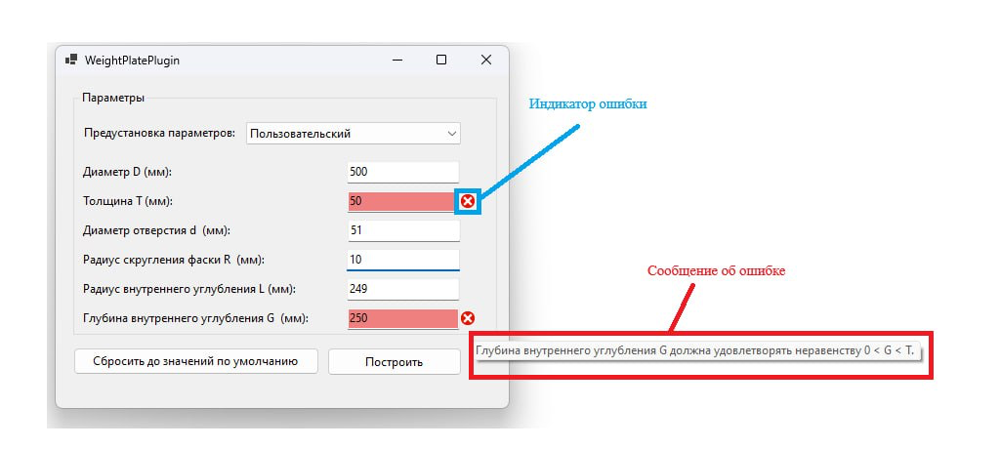 WeightPlatePlugin
Параметры
Предустановка параметров: Пользовательский
Диаметр D (мм): 500
Толщина T (мм): 50
Диаметр отверстия d (мм): 51
Радиус скругления фаски R (мм): 10
Радиус внутреннего углубления L (мм): 249
Глубина внутреннего углубления G (мм): 250
Сбросить до значений по умолчанию Построить
Индикатор ошибки
Сообщение об ошибке
Глубина внутреннего углубления G должна удовлетворять неравенству 0 < G < T.